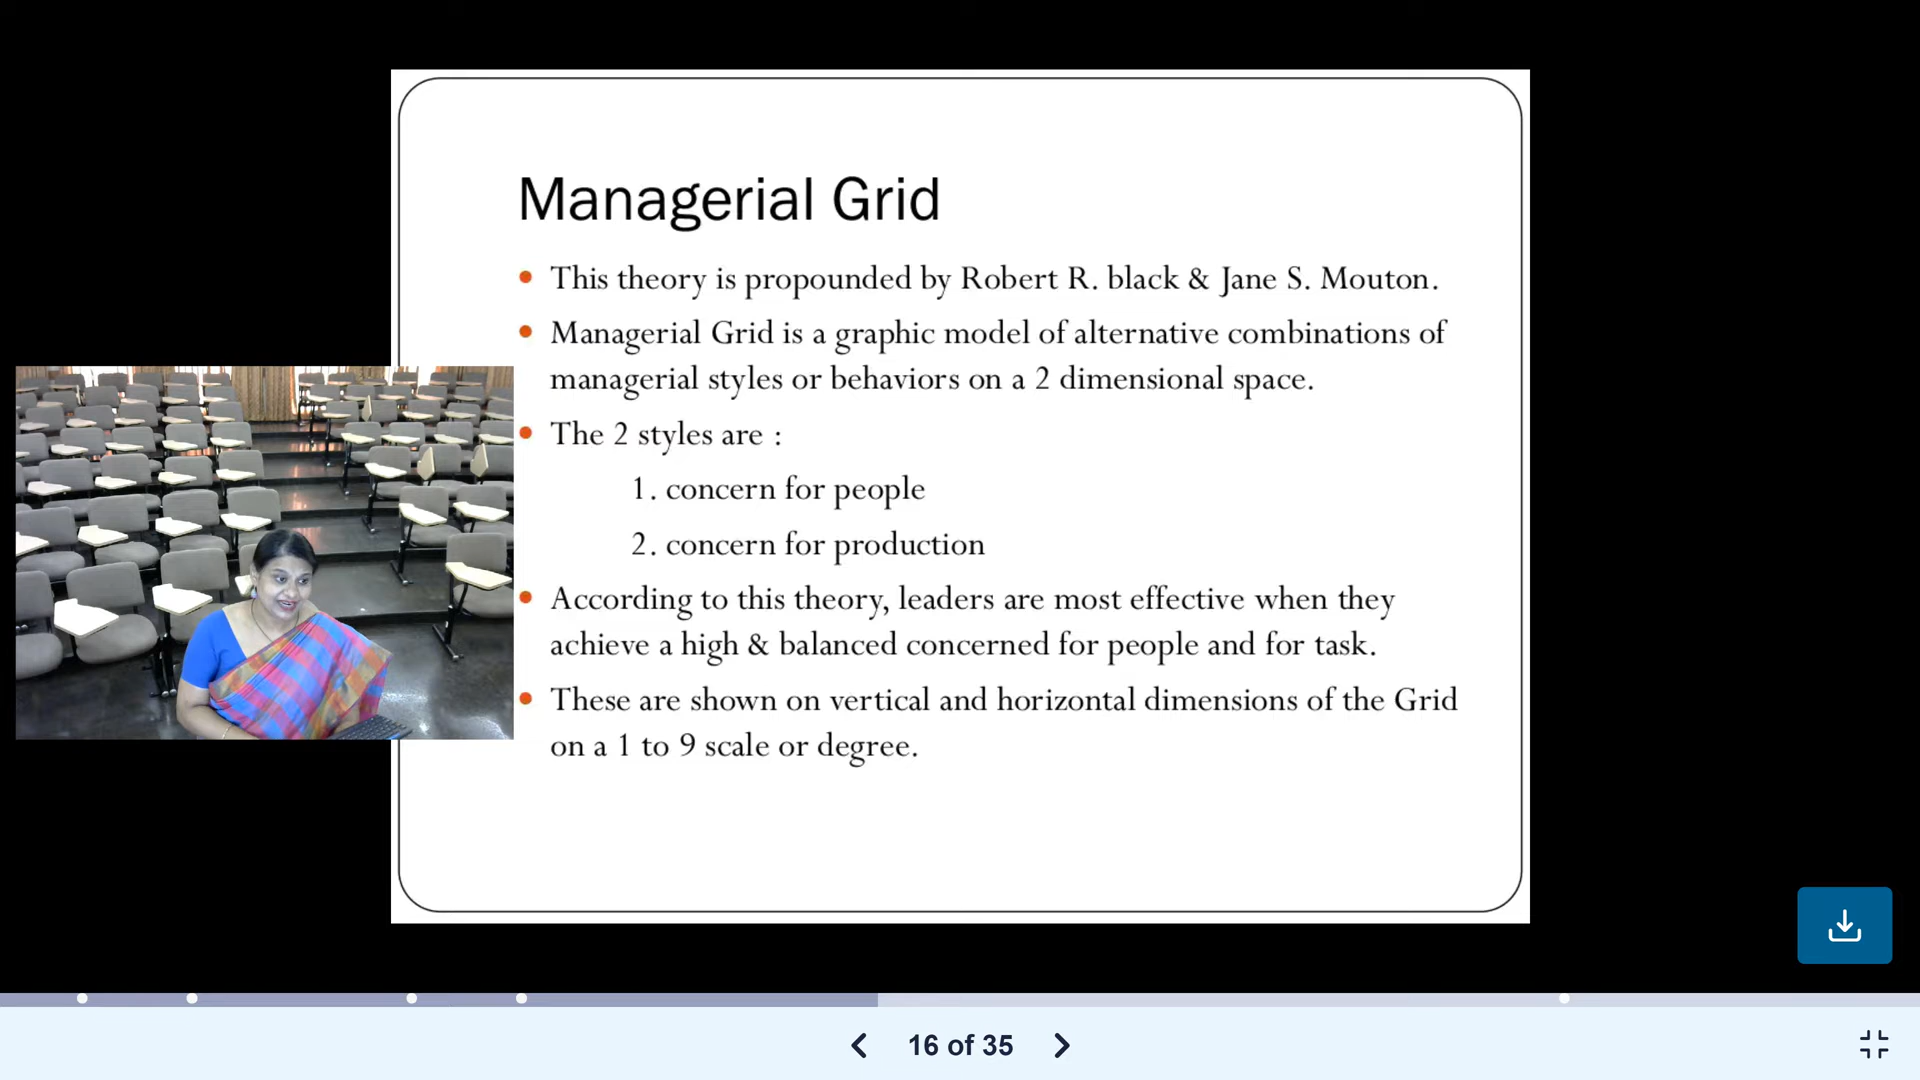 Managerial Grid
• This theory is propounded by Robert R. black & Jane S. Mouton.
• Managerial Grid is a graphic model of alternative combinations of
managerial styles or behaviors on a 2 dimensional space.
• The 2 styles are :
1. concern for people
2. concern for production
• According to this theory, leaders are most effective when they
achieve a high & balanced concerned for people and for task.
• These are shown on vertical and horizontal dimensions of the Grid
on a 1 to 9 scale or degree.
16 of 35